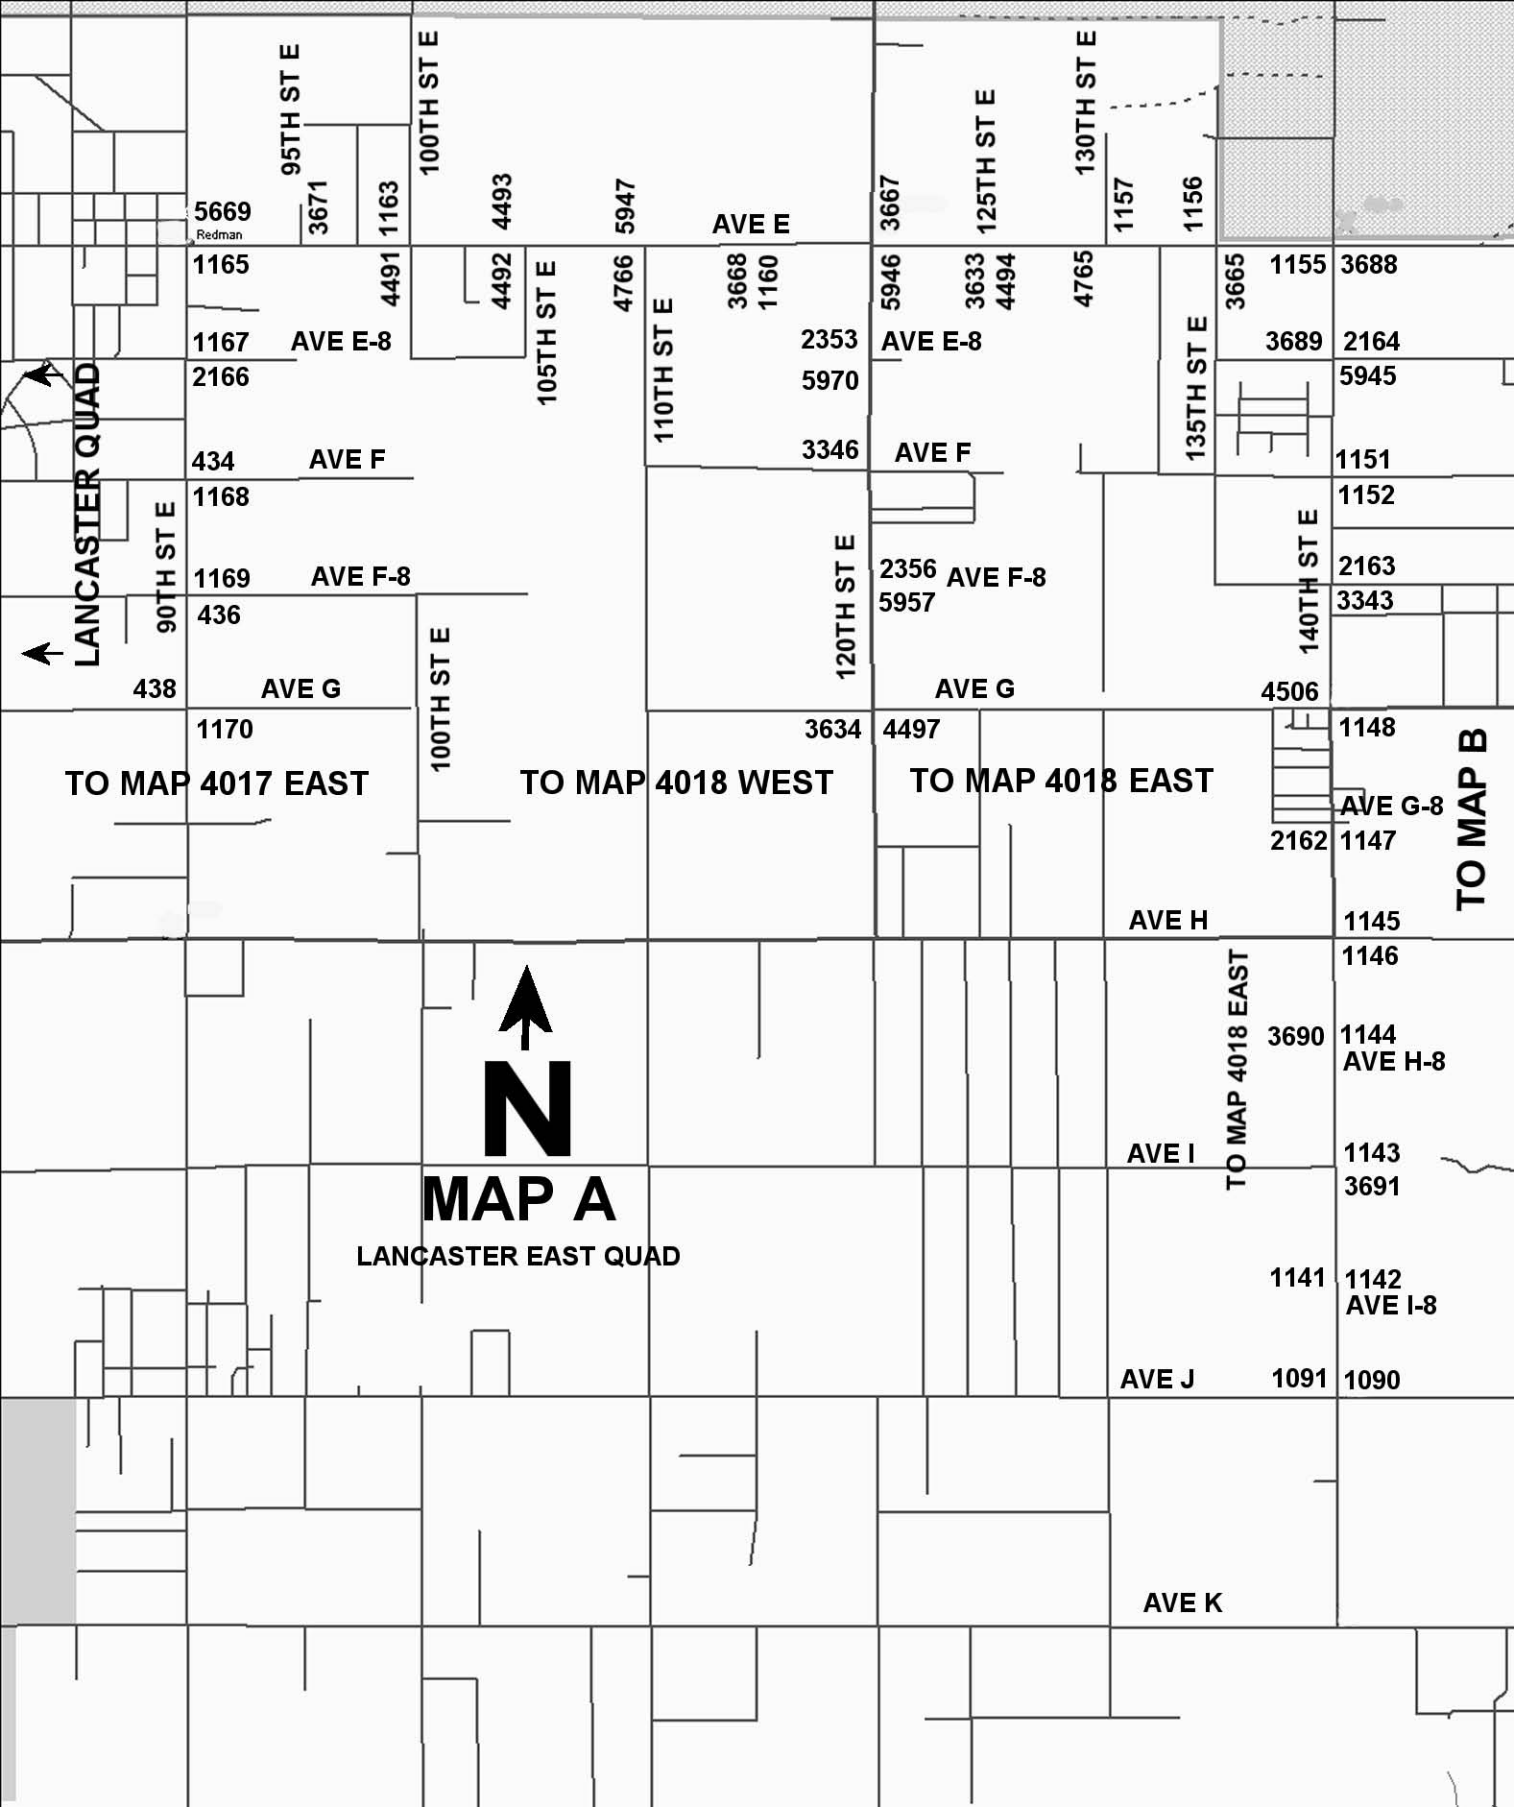 95TH ST E
100TH ST E
125TH ST E
130TH ST E
5669
Redman
3671
1163
4493
5947
AVE E
3667
1157
1156
1165
4491
4492
105TH ST E
4766
110TH ST E
3668
1160
5946
3633
4494
4765
135TH ST E
3665
1155
3688
1167
AVE E-8
2353
AVE E-8
3689
2164
2166
5970
5945
LANCASTER QUAD
434
AVE F
3346
AVE F
1151
1168
1152
90TH ST E
120TH ST E
140TH ST E
1169
AVE F-8
2356
AVE F-8
2163
436
5957
3343
100TH ST E
438
AVE G
AVE G
4506
1170
3634
4497
1148
TO MAP 4017 EAST
TO MAP 4018 WEST
TO MAP 4018 EAST
TO MAP B
AVE G-8
2162
1147
AVE H
1145
1146
TO MAP 4018 EAST
3690
1144
AVE H-8
N
AVE I
1143
MAP A
3691
LANCASTER EAST QUAD
1141
1142
AVE I-8
AVE J
1091
1090
AVE K